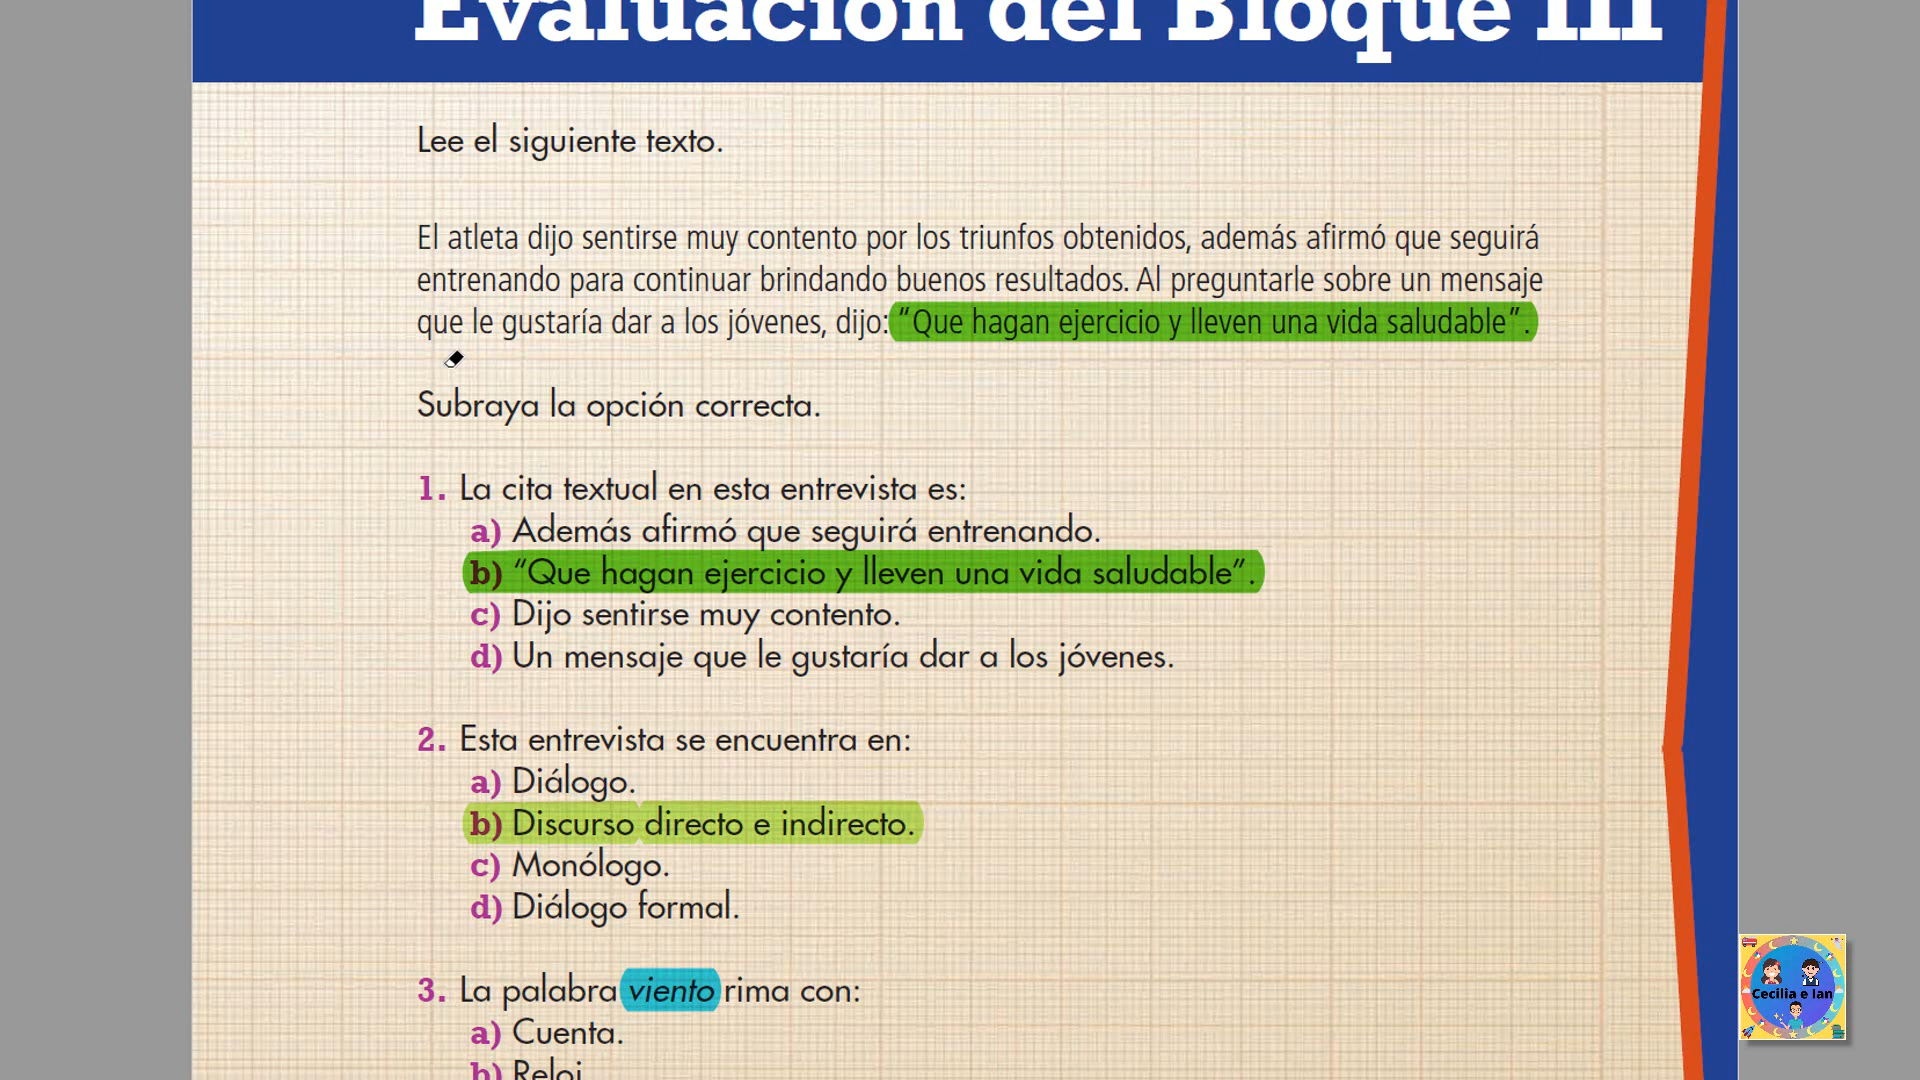 Evaluación del Bloque III
Lee el siguiente texto.
El atleta dijo sentirse muy contento por los triunfos obtenidos, además afirmó que seguirá
entrenando para continuar brindando buenos resultados. Al preguntarle sobre un mensaje
que le gustaría dar a los jóvenes, dijo: “Que hagan ejercicio y lleven una vida saludable”.
Subraya la opción correcta.
1. La cita textual en esta entrevista es:
a) Además afirmó que seguirá entrenando.
b) “Que hagan ejercicio y lleven una vida saludable”.
c) Dijo sentirse muy contento.
d) Un mensaje que le gustaría dar a los jóvenes.
2. Esta entrevista se encuentra en:
a) Diálogo.
b) Discurso directo e indirecto.
c) Monólogo.
d) Diálogo formal.
3. La palabra viento rima con:
a) Cuenta.
b) Reloj.
Cecilia e Ian